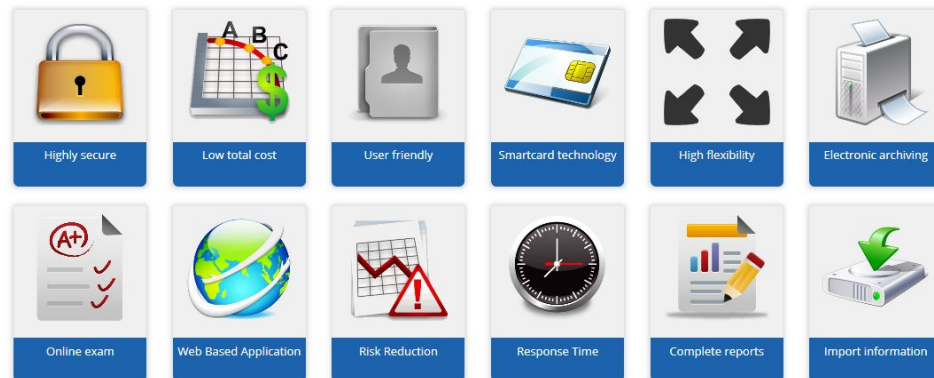 A B C
Highly secure
Low total cost
User friendly
Smartcard technology
High flexibility
Electronic archiving
A+
Online exam
Web Based Application
Risk Reduction
Response Time
Complete reports
Import information